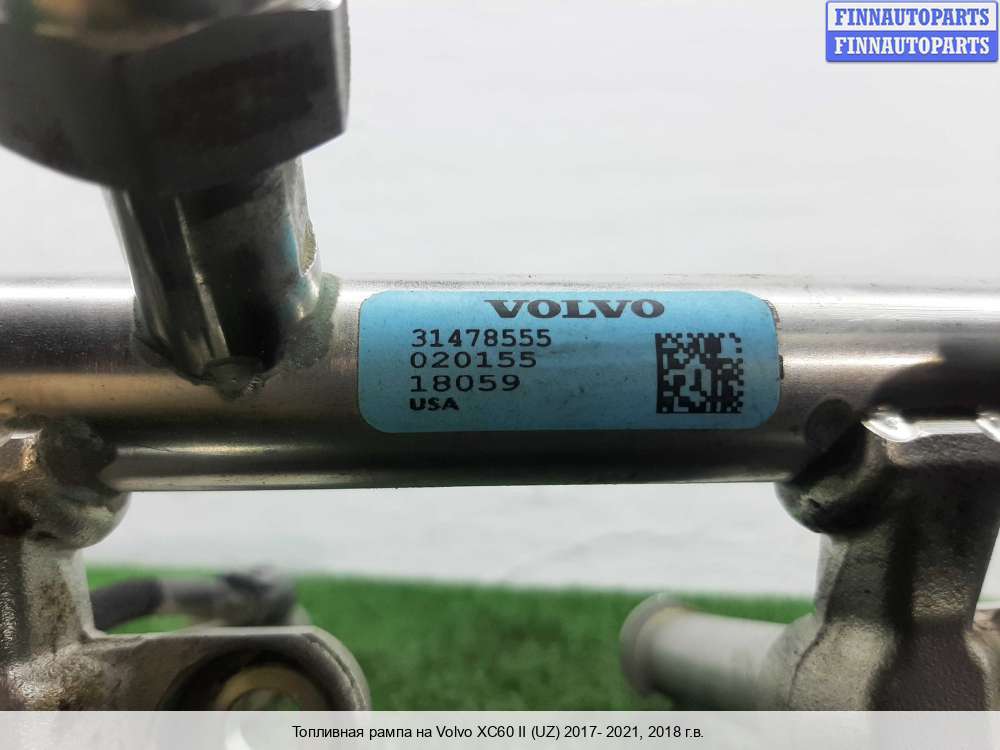 FINNAUTOPARTS
FINNAUTOPARTS
VOLVO
31478555
020155
18059
USA
Топливная рампа на Volvo XC60 II (UZ) 2017- 2021, 2018 г.в.